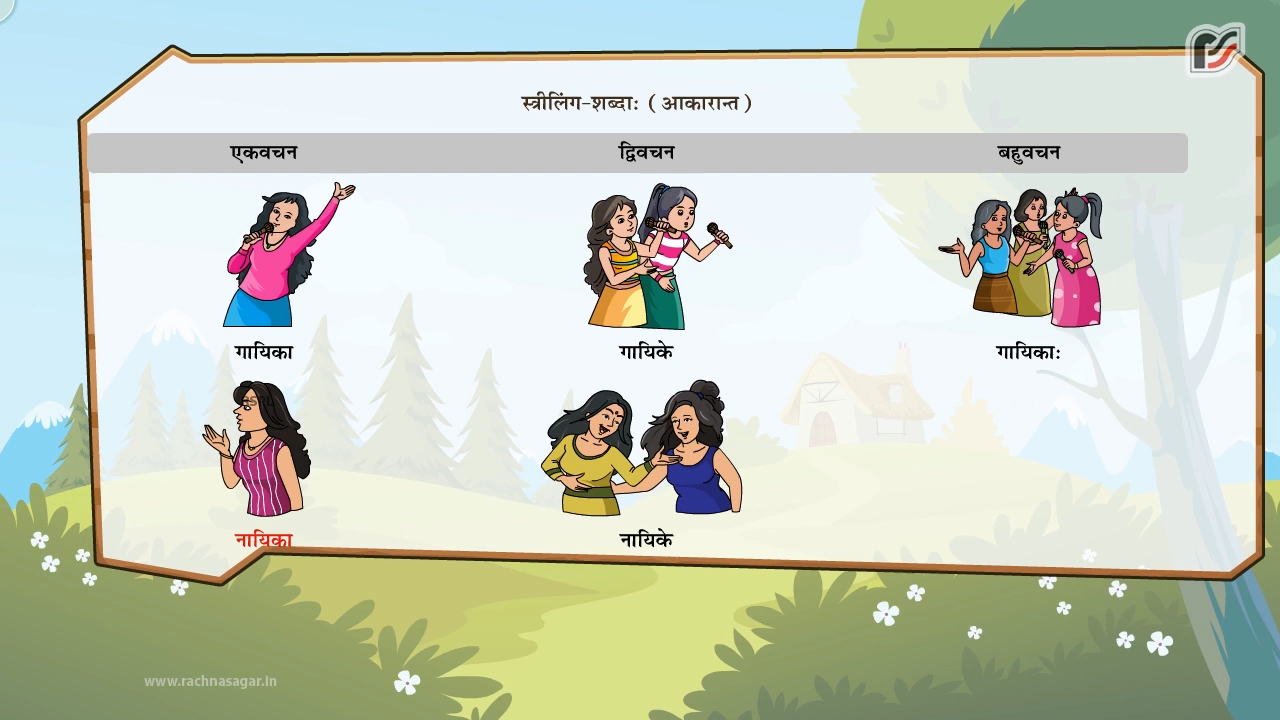 स्त्रीलिंग-शब्दाः ( आकारान्त )
एकवचन द्विवचन बहुवचन
गायिका गायिके गायिकाः
नायिका नायिके
www.rachnasagar.in